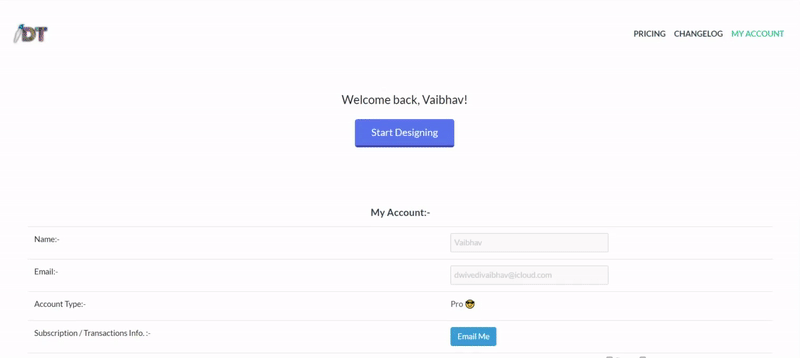 DT
PRICING CHANGELOG MY ACCOUNT
Welcome back, Vaibhav!
Start Designing
My Account:-
Name:- Vaibhav
Email:- dwivedivaibhav@icloud.com
Account Type:- Pro 😎
Subscription / Transactions Info. :- Email Me